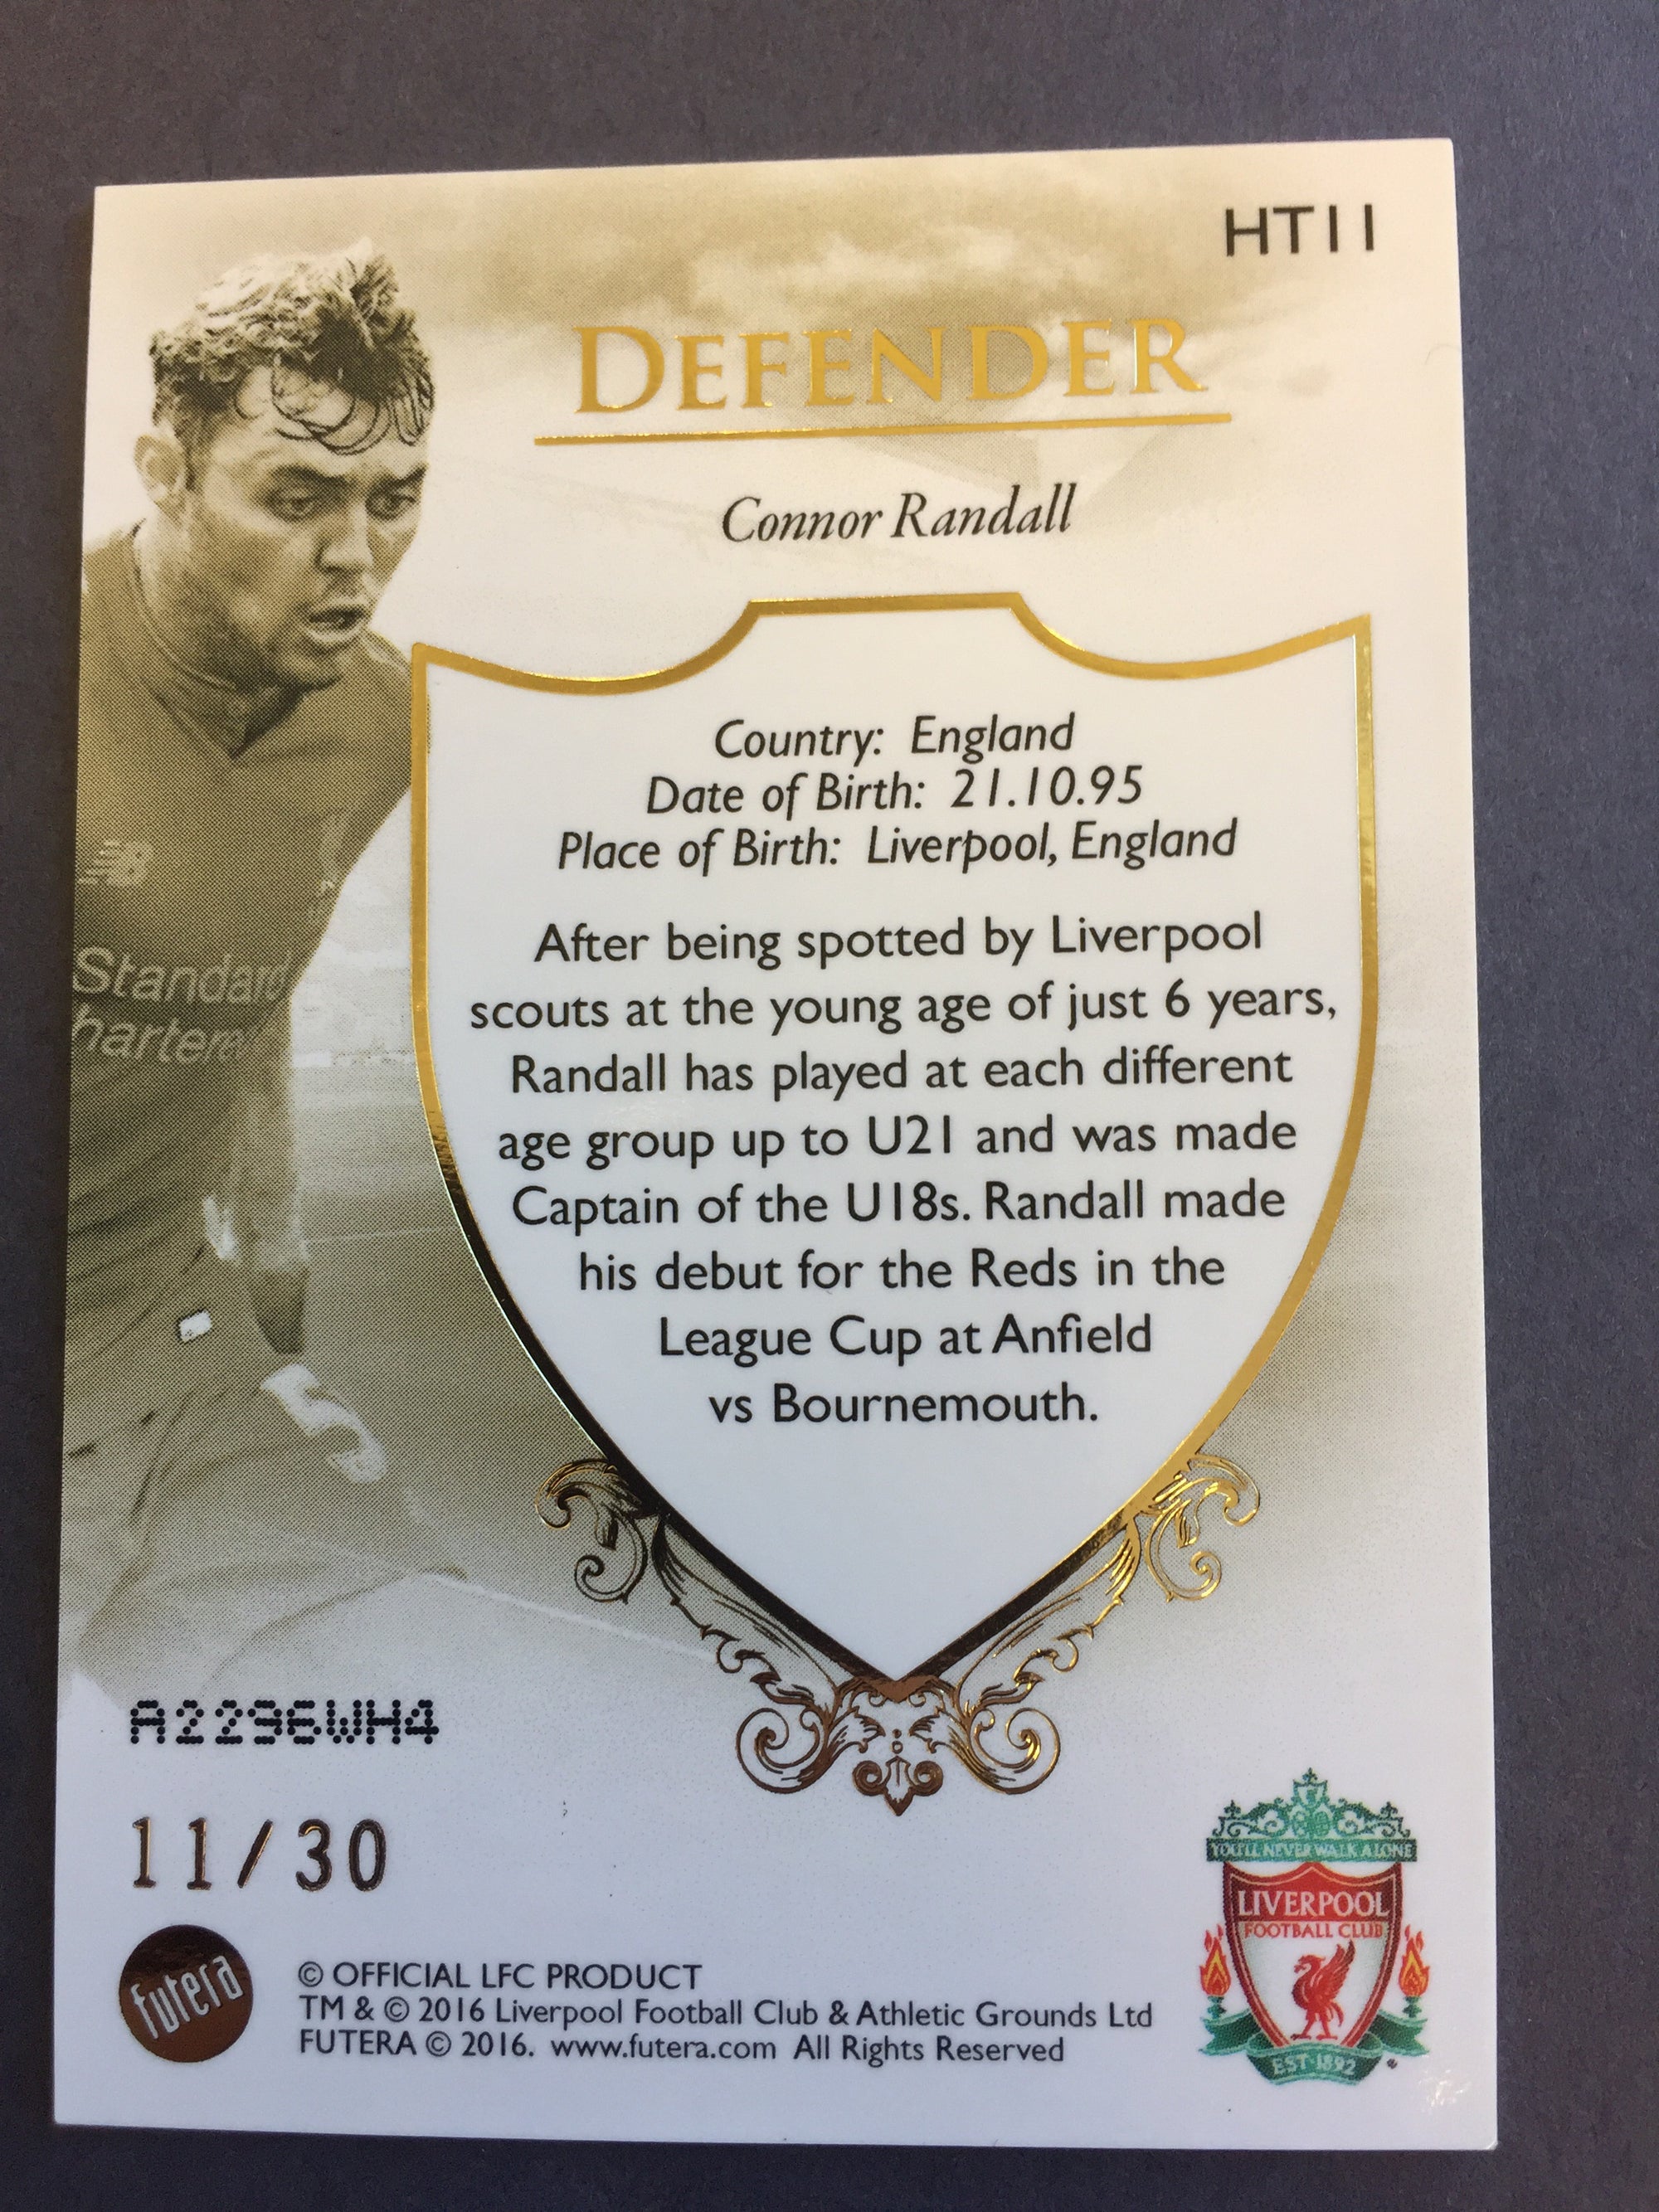 HT11
DEFENDER
Connor Randall
Country: England
Date of Birth: 21.10.95
Place of Birth: Liverpool, England
After being spotted by Liverpool
scouts at the young age of just 6 years,
Randall has played at each different
age group up to U21 and was made
Captain of the U18s. Randall made
his debut for the Reds in the
League Cup at Anfield
vs Bournemouth.
Standard
hartered
A2296WH4
11/30
futera
© OFFICIAL LFC PRODUCT
TM & © 2016 Liverpool Football Club & Athletic Grounds Ltd
FUTERA © 2016. www.futera.com All Rights Reserved
YOU'LL NEVER WALK ALONE
LIVERPOOL
FOOTBALL CLUB
EST·1892